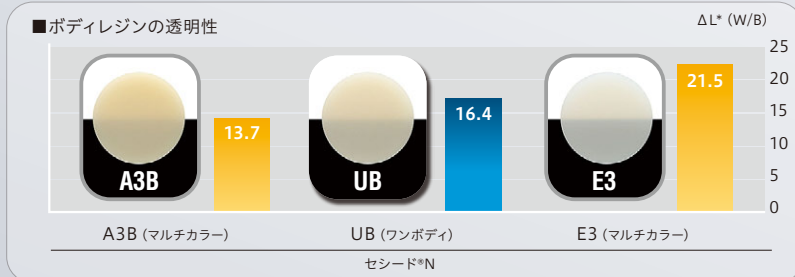 ■ボディレジンの透明性
ΔL* (W/B)
25
20
15
10
5
0
13.7
16.4
21.5
A3B
UB
E3
A3B（マルチカラー）
UB（ワンボディ）
E3（マルチカラー）
セシード®N